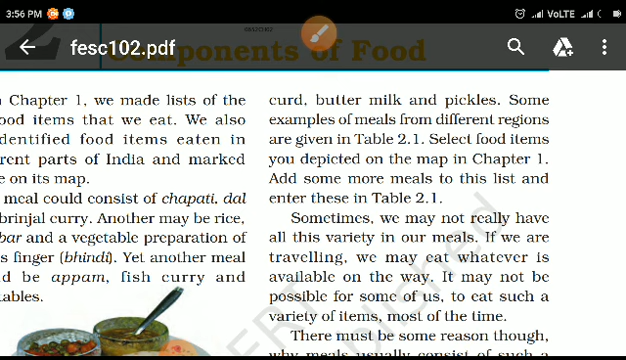 3:56 PM
VoLTE
fesc102.pdf
2
Components of Food
Chapter 1, we made lists of the
ood items that we eat. We also
dentified food items eaten in
rent parts of India and marked
e on its map.
meal could consist of chapati, dal
brinjal curry. Another may be rice,
bar and a vegetable preparation of
s finger (bhindi). Yet another meal
d be appam, fish curry and
tables.
curd, butter milk and pickles. Some
examples of meals from different regions
are given in Table 2.1. Select food items
you depicted on the map in Chapter 1.
Add some more meals to this list and
enter these in Table 2.1.
Sometimes, we may not really have
all this variety in our meals. If we are
travelling, we may eat whatever is
available on the way. It may not be
possible for some of us, to eat such a
variety of items, most of the time.
There must be some reason though,
why meals usually consist of such a